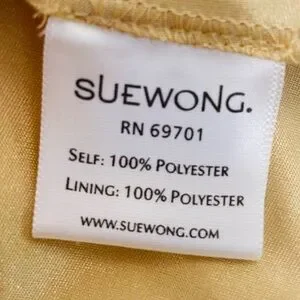 SUEWONG.
RN 69701
SELF: 100% POLYESTER
LINING: 100% POLYESTER
WWW.SUEWONG.COM